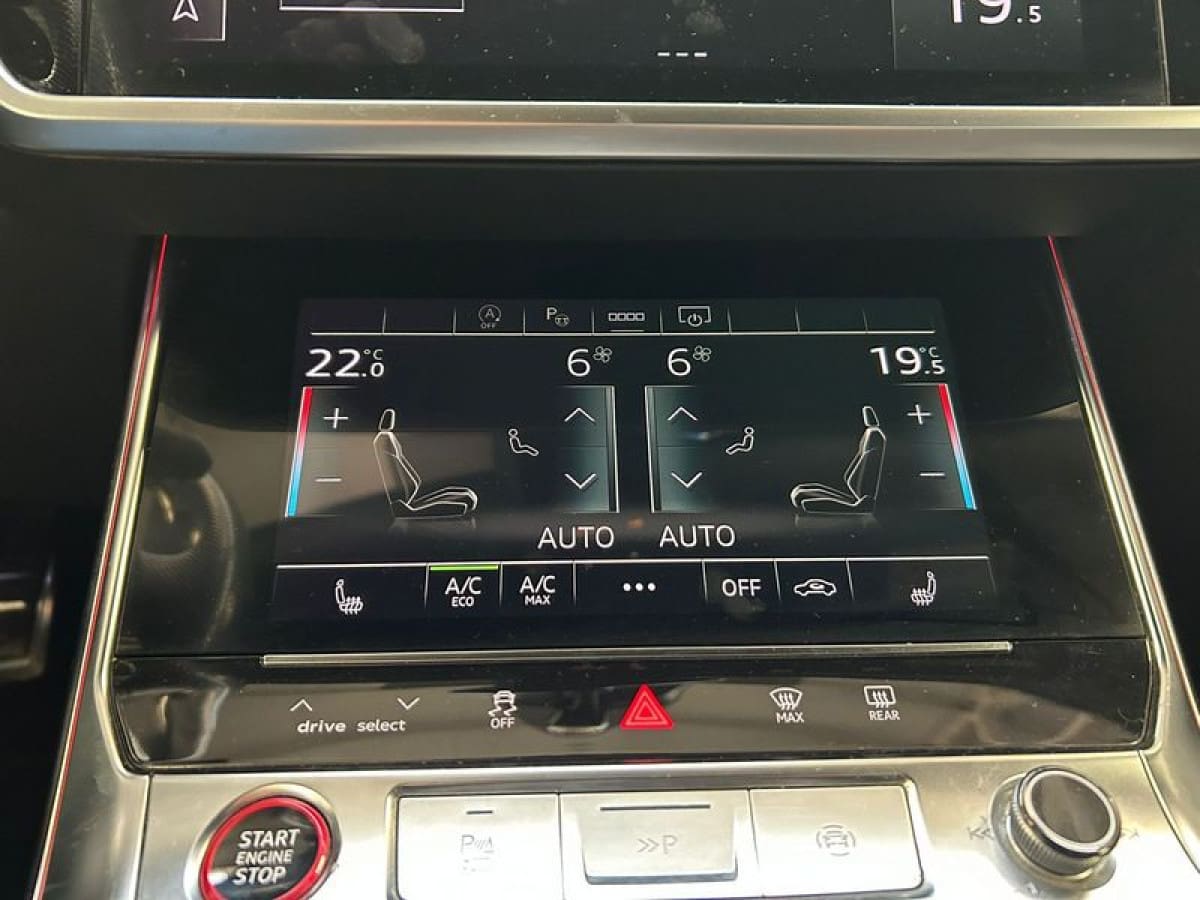 19.5
---
A OFF
P
22.0°C 6 6 19.5°C
+ +
− −
AUTO AUTO
A/C ECO A/C MAX ••• OFF
drive select OFF MAX REAR
START
ENGINE
STOP
P >>P